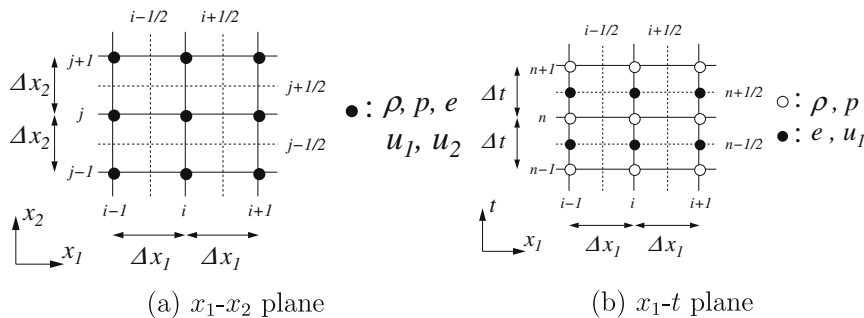 i−1/2 i+1/2
j+1
Δx₂
j+1/2
j
Δx₂
j−1/2
j−1
i−1 i i+1
x₂
x₁
Δx₁ Δx₁
●: ρ, p, e
u₁, u₂
(a) x₁-x₂ plane
i−1/2 i+1/2
n+1
Δt
n+1/2
n
Δt
n−1/2
n−1
i−1 i i+1
t
x₁
Δx₁ Δx₁
○: ρ, p
●: e, u₁
(b) x₁-t plane